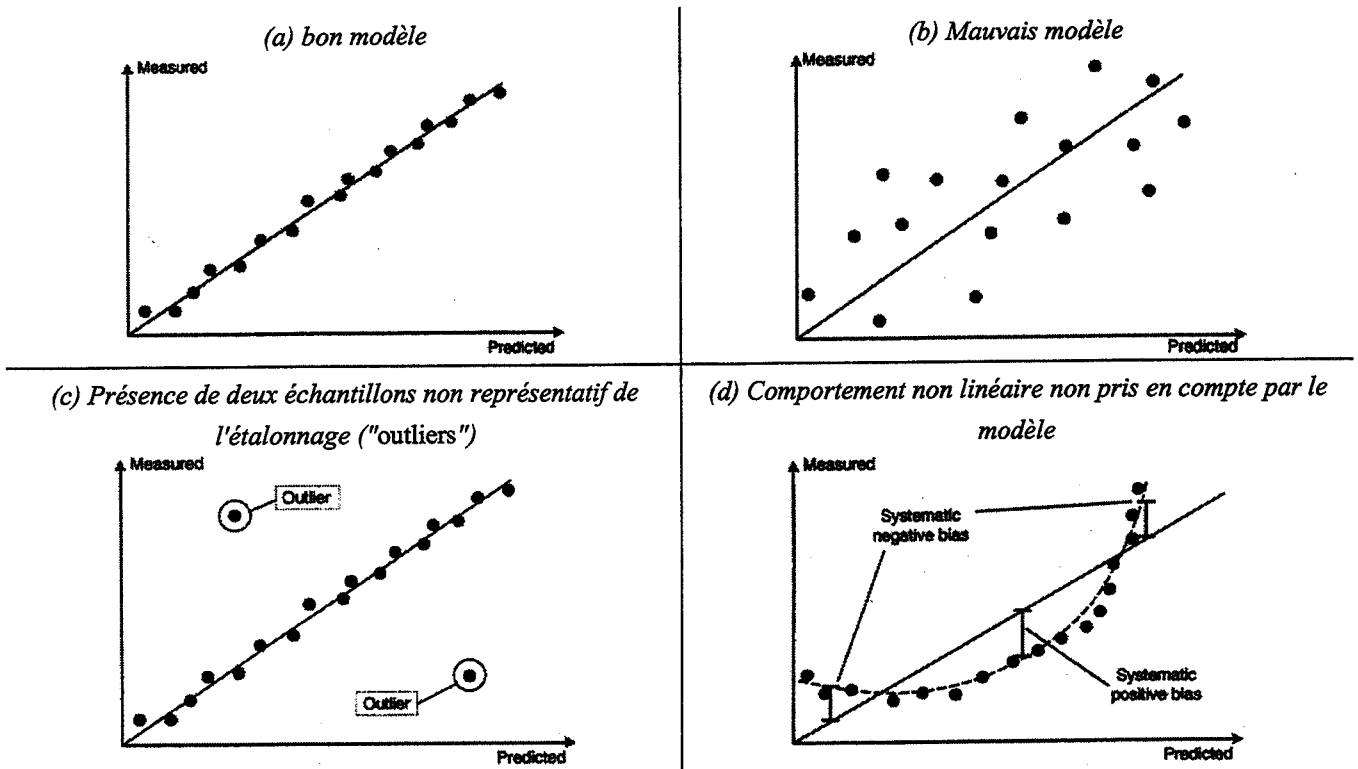 (a) bon modèle
Measured
Predicted
(b) Mauvais modèle
Measured
Predicted
(c) Présence de deux échantillons non représentatif de
l'étalonnage ("outliers")
Measured
Outlier
Outlier
Predicted
(d) Comportement non linéaire non pris en compte par le
modèle
Measured
Systematic
negative bias
Systematic
positive bias
Predicted